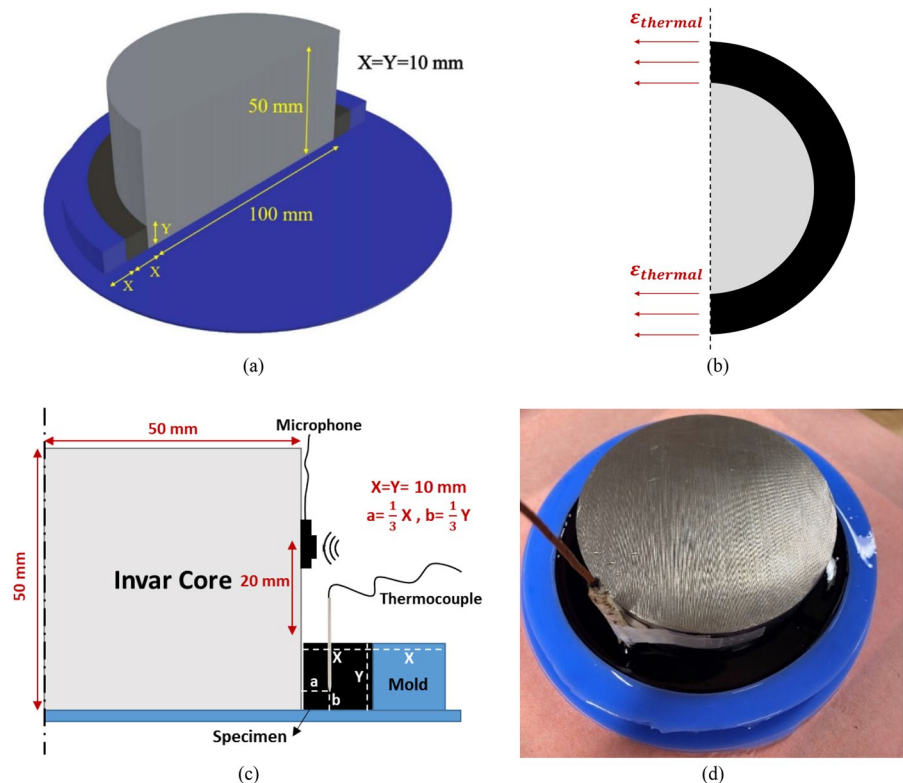 (a)
X=Y=10 mm
50 mm
100 mm
Y
X
X
(b)
ε_thermal
ε_thermal
(c)
50 mm
50 mm
Invar Core
Microphone
X=Y= 10 mm
a=1/3 X , b=1/3 Y
20 mm
Thermocouple
X
X
a
Y
b
Mold
Specimen
(d)